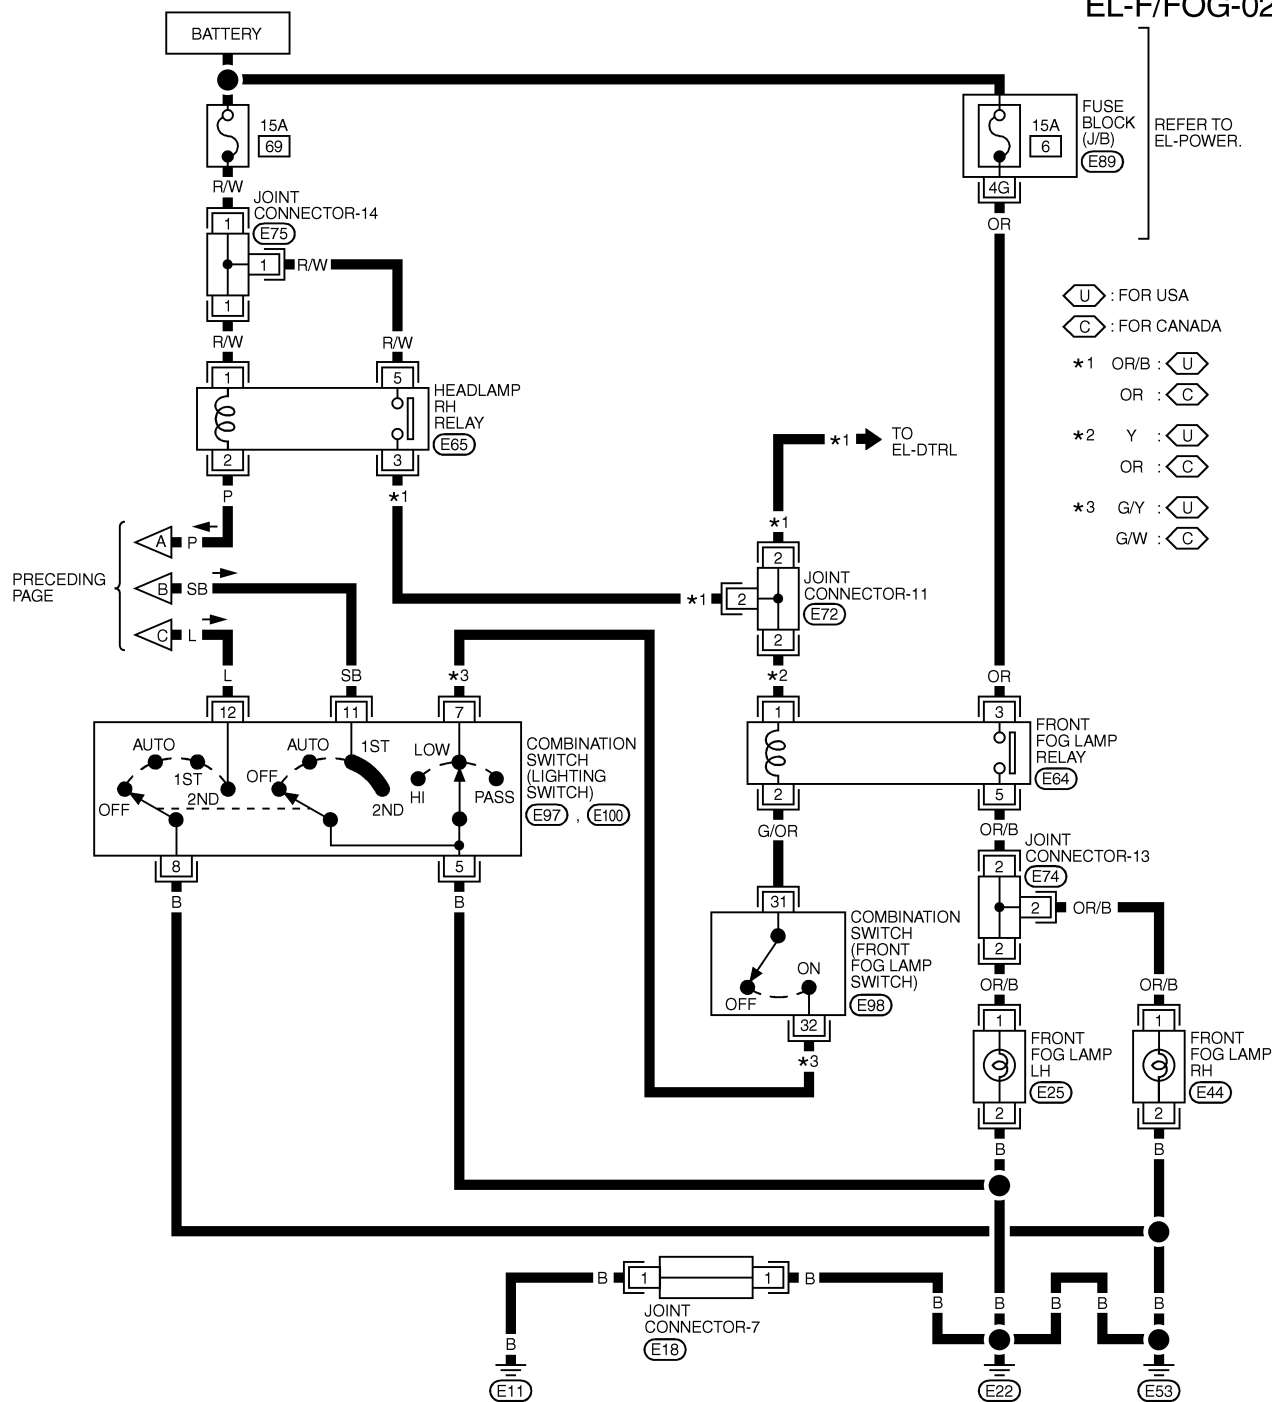 EL-F/FOG-02
BATTERY
15A
69
R/W
JOINT
CONNECTOR-14
E75
1
1
R/W
1
R/W
R/W
1
5
HEADLAMP
RH
RELAY
E65
2
3
P
*1
A
P
PRECEDING
PAGE
B
SB
C
L
L
SB
*3
15A
6
FUSE
BLOCK
(J/B)
E89
REFER TO
EL-POWER.
4G
OR
U : FOR USA
C : FOR CANADA
*1 OR/B : U
OR : C
*2 Y : U
OR : C
*3 G/Y : U
G/W : C
*1
TO
EL-DTRL
*1
2
*1
2
JOINT
CONNECTOR-11
E72
2
*2
OR
12
11
7
AUTO
1ST
2ND
OFF
AUTO
1ST
OFF
2ND
LOW
HI
PASS
COMBINATION
SWITCH
(LIGHTING
SWITCH)
E97 , E100
8
5
B
B
1
3
FRONT
FOG LAMP
RELAY
E64
2
5
G/OR
OR/B
JOINT
CONNECTOR-13
E74
2
2
OR/B
2
31
COMBINATION
SWITCH
(FRONT
FOG LAMP
SWITCH)
E98
ON
OFF
32
*3
OR/B
OR/B
1
1
FRONT
FOG LAMP
LH
E25
FRONT
FOG LAMP
RH
E44
2
2
B
B
B
1
1
B
JOINT
CONNECTOR-7
E18
B
B
B
B
B
B
E11
E22
E53